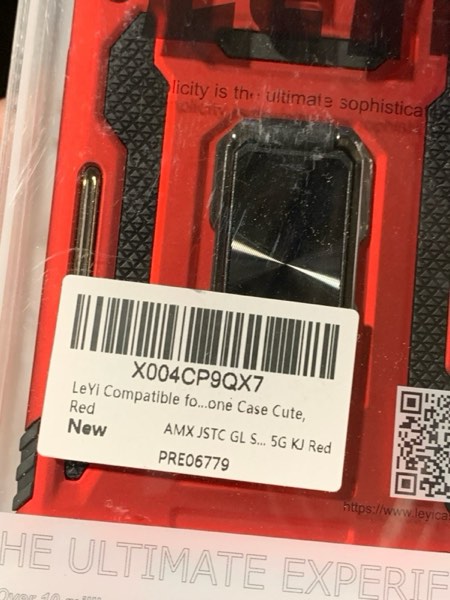 licity is the ultimate sophistica
X004CP9QX7
LeYi Compatible fo...one Case Cute,
Red
New
AMX JSTC GL S... 5G KJ Red
PRE06779
https://www.leyica
HE ULTIMATE EXPERIE